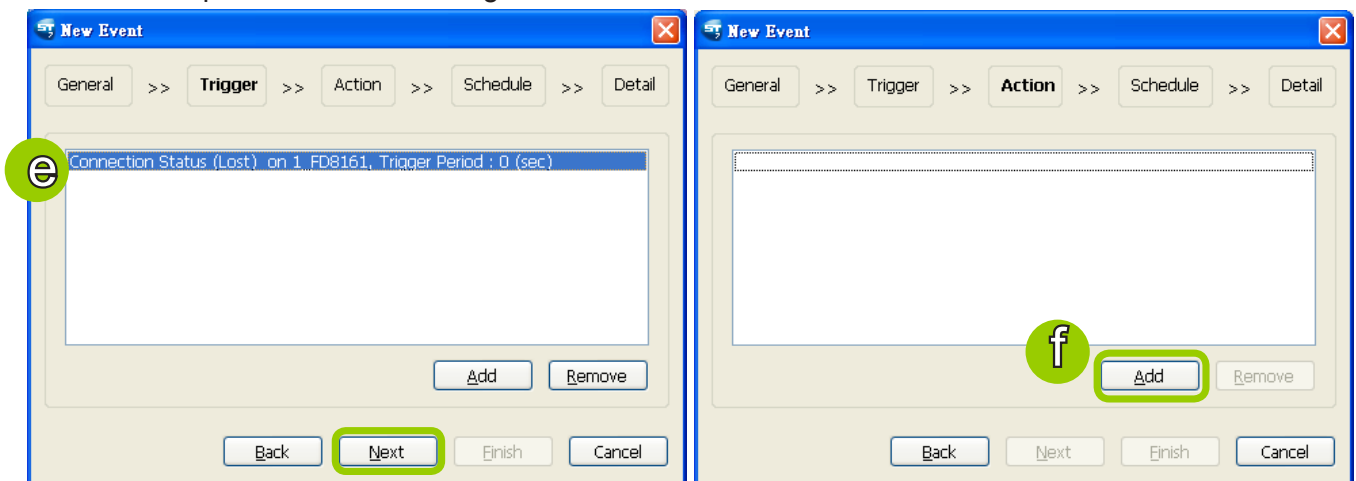 New Event
General >> Trigger >> Action >> Schedule >> Detail
e
Connection Status (Lost) on 1_FD8161, Trigger Period : 0 (sec)
Add Remove
Back Next Finish Cancel
New Event
General >> Trigger >> Action >> Schedule >> Detail
f
Add Remove
Back Next Finish Cancel